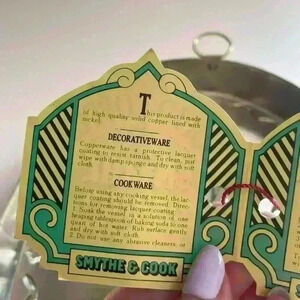 This product is made
of high quality solid copper lined with
nickel.
DECORATIVEWARE
Copperware has a protective lacquer
coating to resist tarnish. To clean, just
wipe with damp sponge and dry with soft
cloth.
COOKWARE
Before using any cooking vessel, the lac-
quer coating should be removed. Direc-
tions for removing lacquer coating:
1. Soak the vessel in a solution of one
heaping tablespoon of baking soda to one
quart of hot water. Rub surface gently
and dry with soft cloth.
2. Do not use any abrasive cleaners or
SMYTHE & COOK